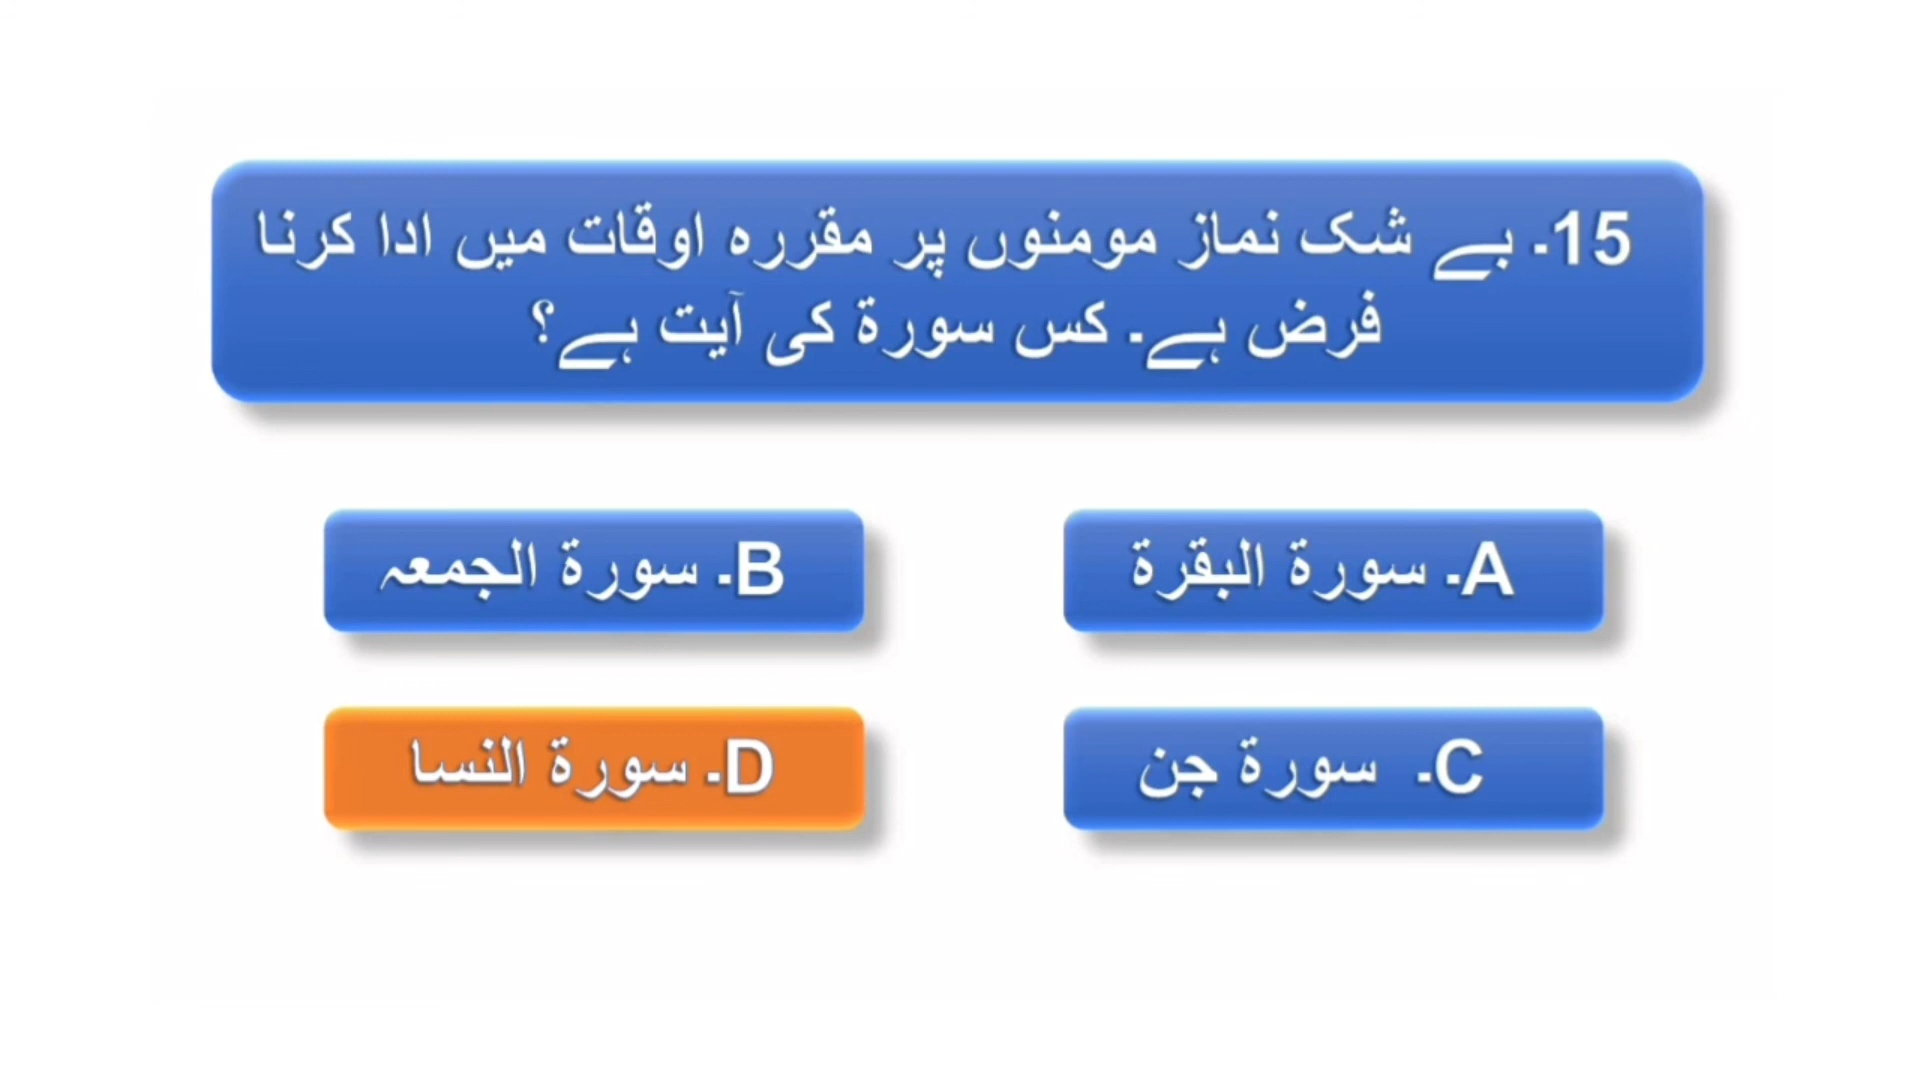 15۔ بے شک نماز مومنوں پر مقررہ اوقات میں ادا کرنا
فرض ہے۔ کس سورۃ کی آیت ہے؟
A۔ سورۃ البقرۃ
B۔ سورۃ الجمعہ
C۔ سورۃ جن
D۔ سورۃ النسا